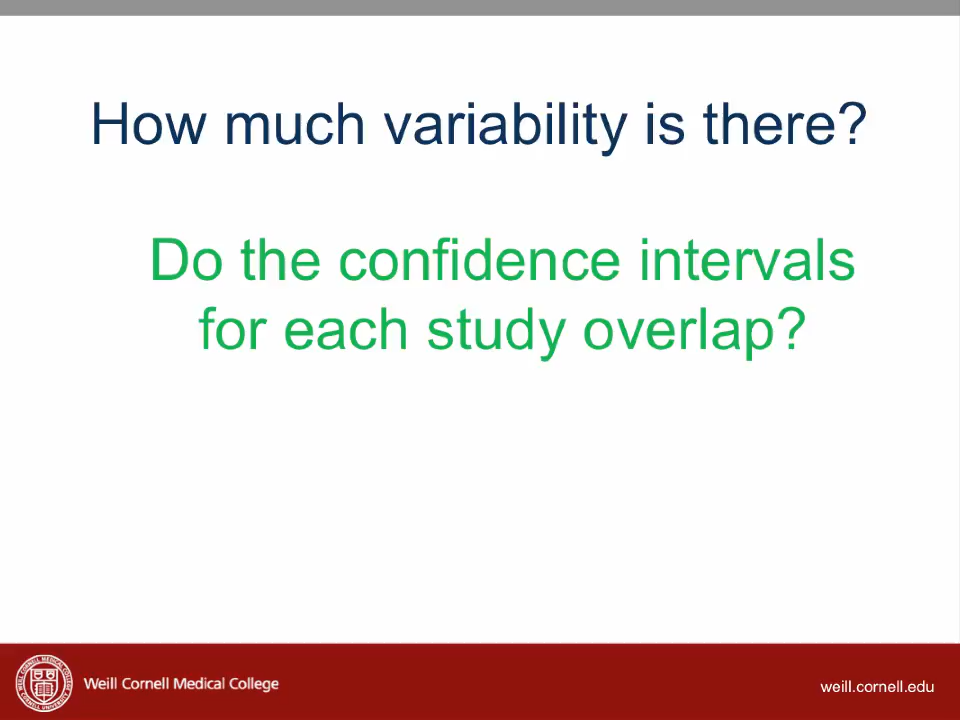 How much variability is there?
Do the confidence intervals
for each study overlap?
Weill Cornell Medical College
weill.cornell.edu